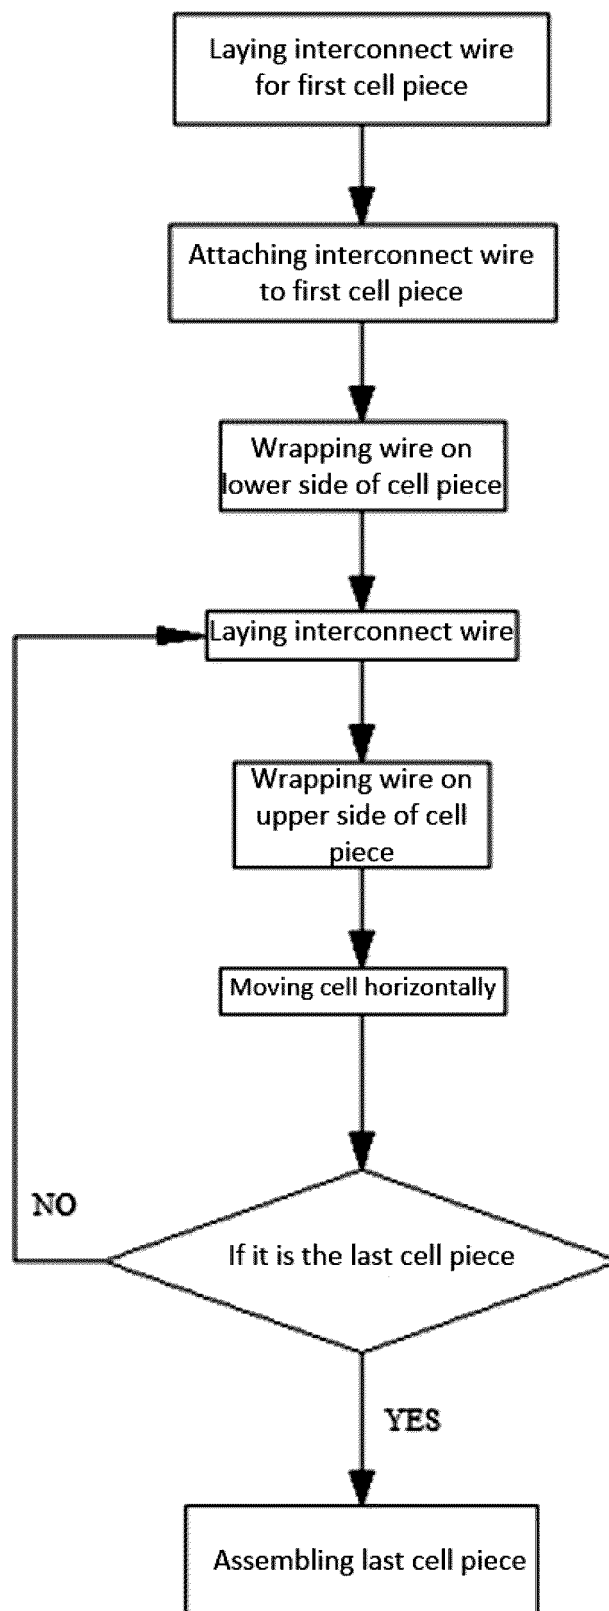 Laying interconnect wire
for first cell piece
Attaching interconnect wire
to first cell piece
Wrapping wire on
lower side of cell piece
Laying interconnect wire
Wrapping wire on
upper side of cell
piece
Moving cell horizontally
NO
If it is the last cell piece
YES
Assembling last cell piece